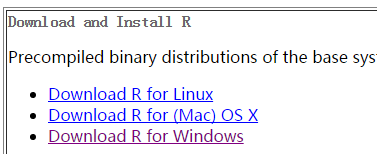 Download and Install R
Precompiled binary distributions of the base sys
Download R for Linux
Download R for (Mac) OS X
Download R for Windows